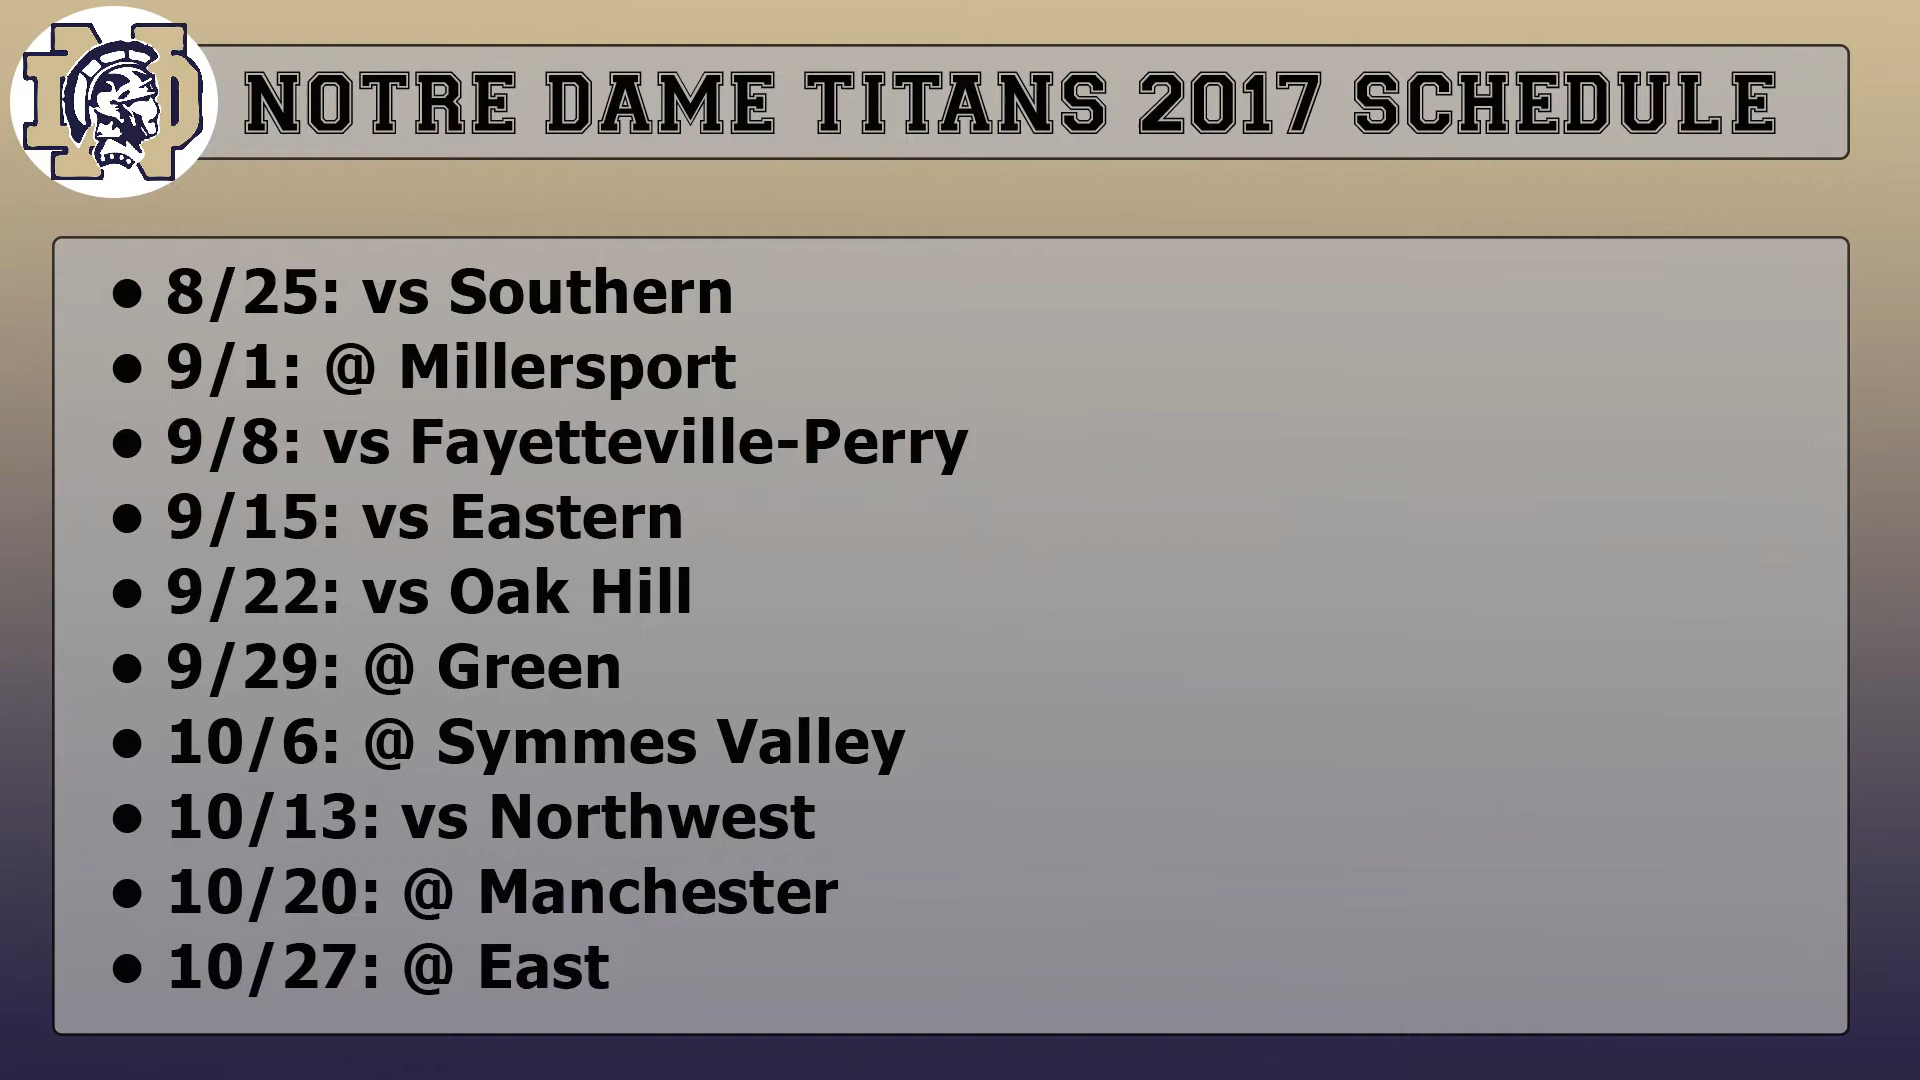 NOTRE DAME TITANS 2017 SCHEDULE
● 8/25: vs Southern
● 9/1: @ Millersport
● 9/8: vs Fayetteville-Perry
● 9/15: vs Eastern
● 9/22: vs Oak Hill
● 9/29: @ Green
● 10/6: @ Symmes Valley
● 10/13: vs Northwest
● 10/20: @ Manchester
● 10/27: @ East